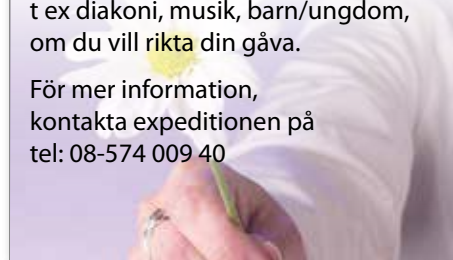 t ex diakoni, musik, barn/ungdom,
om du vill rikta din gåva.
För mer information,
kontakta expeditionen på
tel: 08-574 009 40